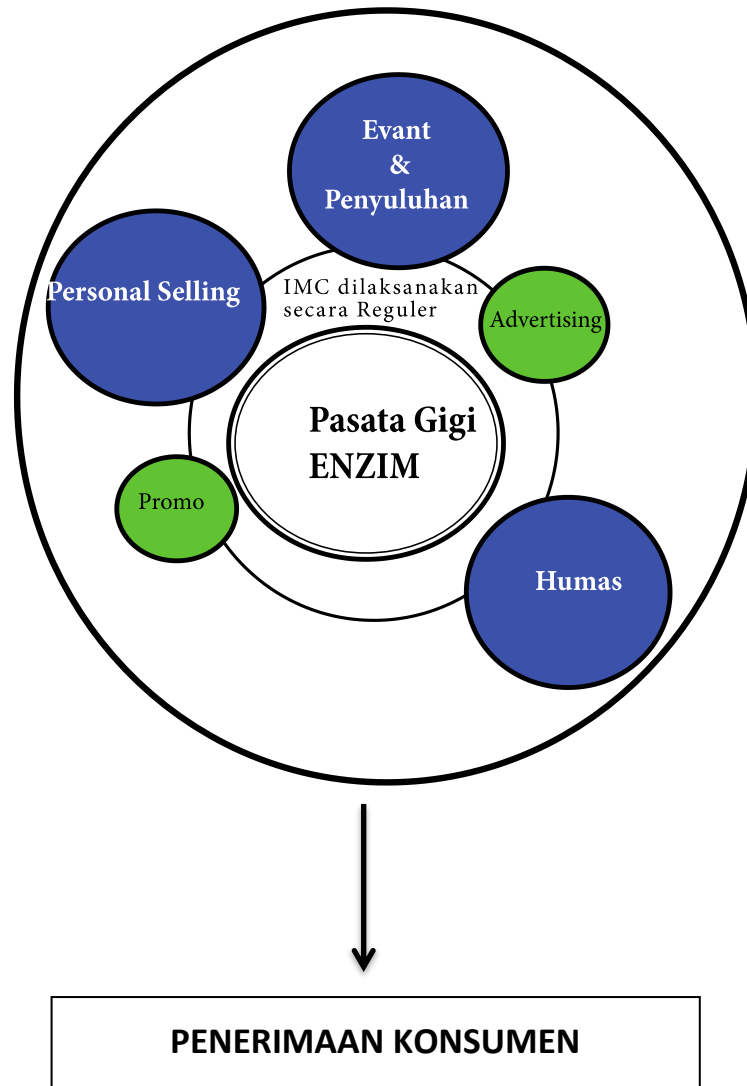 Evant
&
Penyuluhan
Personal Selling
IMC dilaksanakan
secara Reguler
Advertising
Pasata Gigi
ENZIM
Promo
Humas
PENERIMAAN KONSUMEN